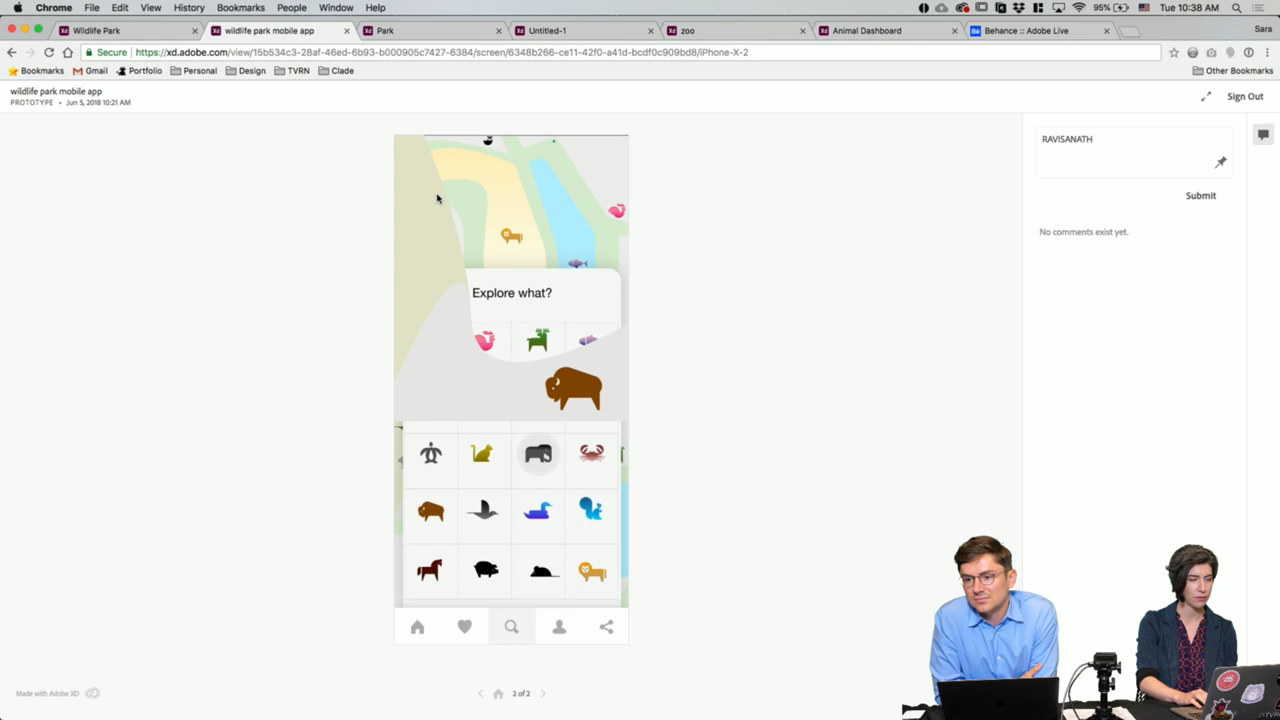 Chrome File Edit View History Bookmarks People Window Help 95% Tue 10:38 AM
Wildlife Park wildlife park mobile app Park Untitled-1 zoo Animal Dashboard Behance :: Adobe Live Sara
Secure https://xd.adobe.com/view/15b534c3-28af-46ed-6b93-b000905c7427-6384/screen/6348b266-ce11-42f0-a41d-bcdf0c909bd8/iPhone-X-2
Bookmarks Gmail Portfolio Personal Design TVRN Clade Other Bookmarks
wildlife park mobile app
PROTOTYPE • Jun 5, 2018 10:21 AM
Sign Out
RAVISANATH
Submit
No comments exist yet.
Explore what?
Made with Adobe XD
2 of 2